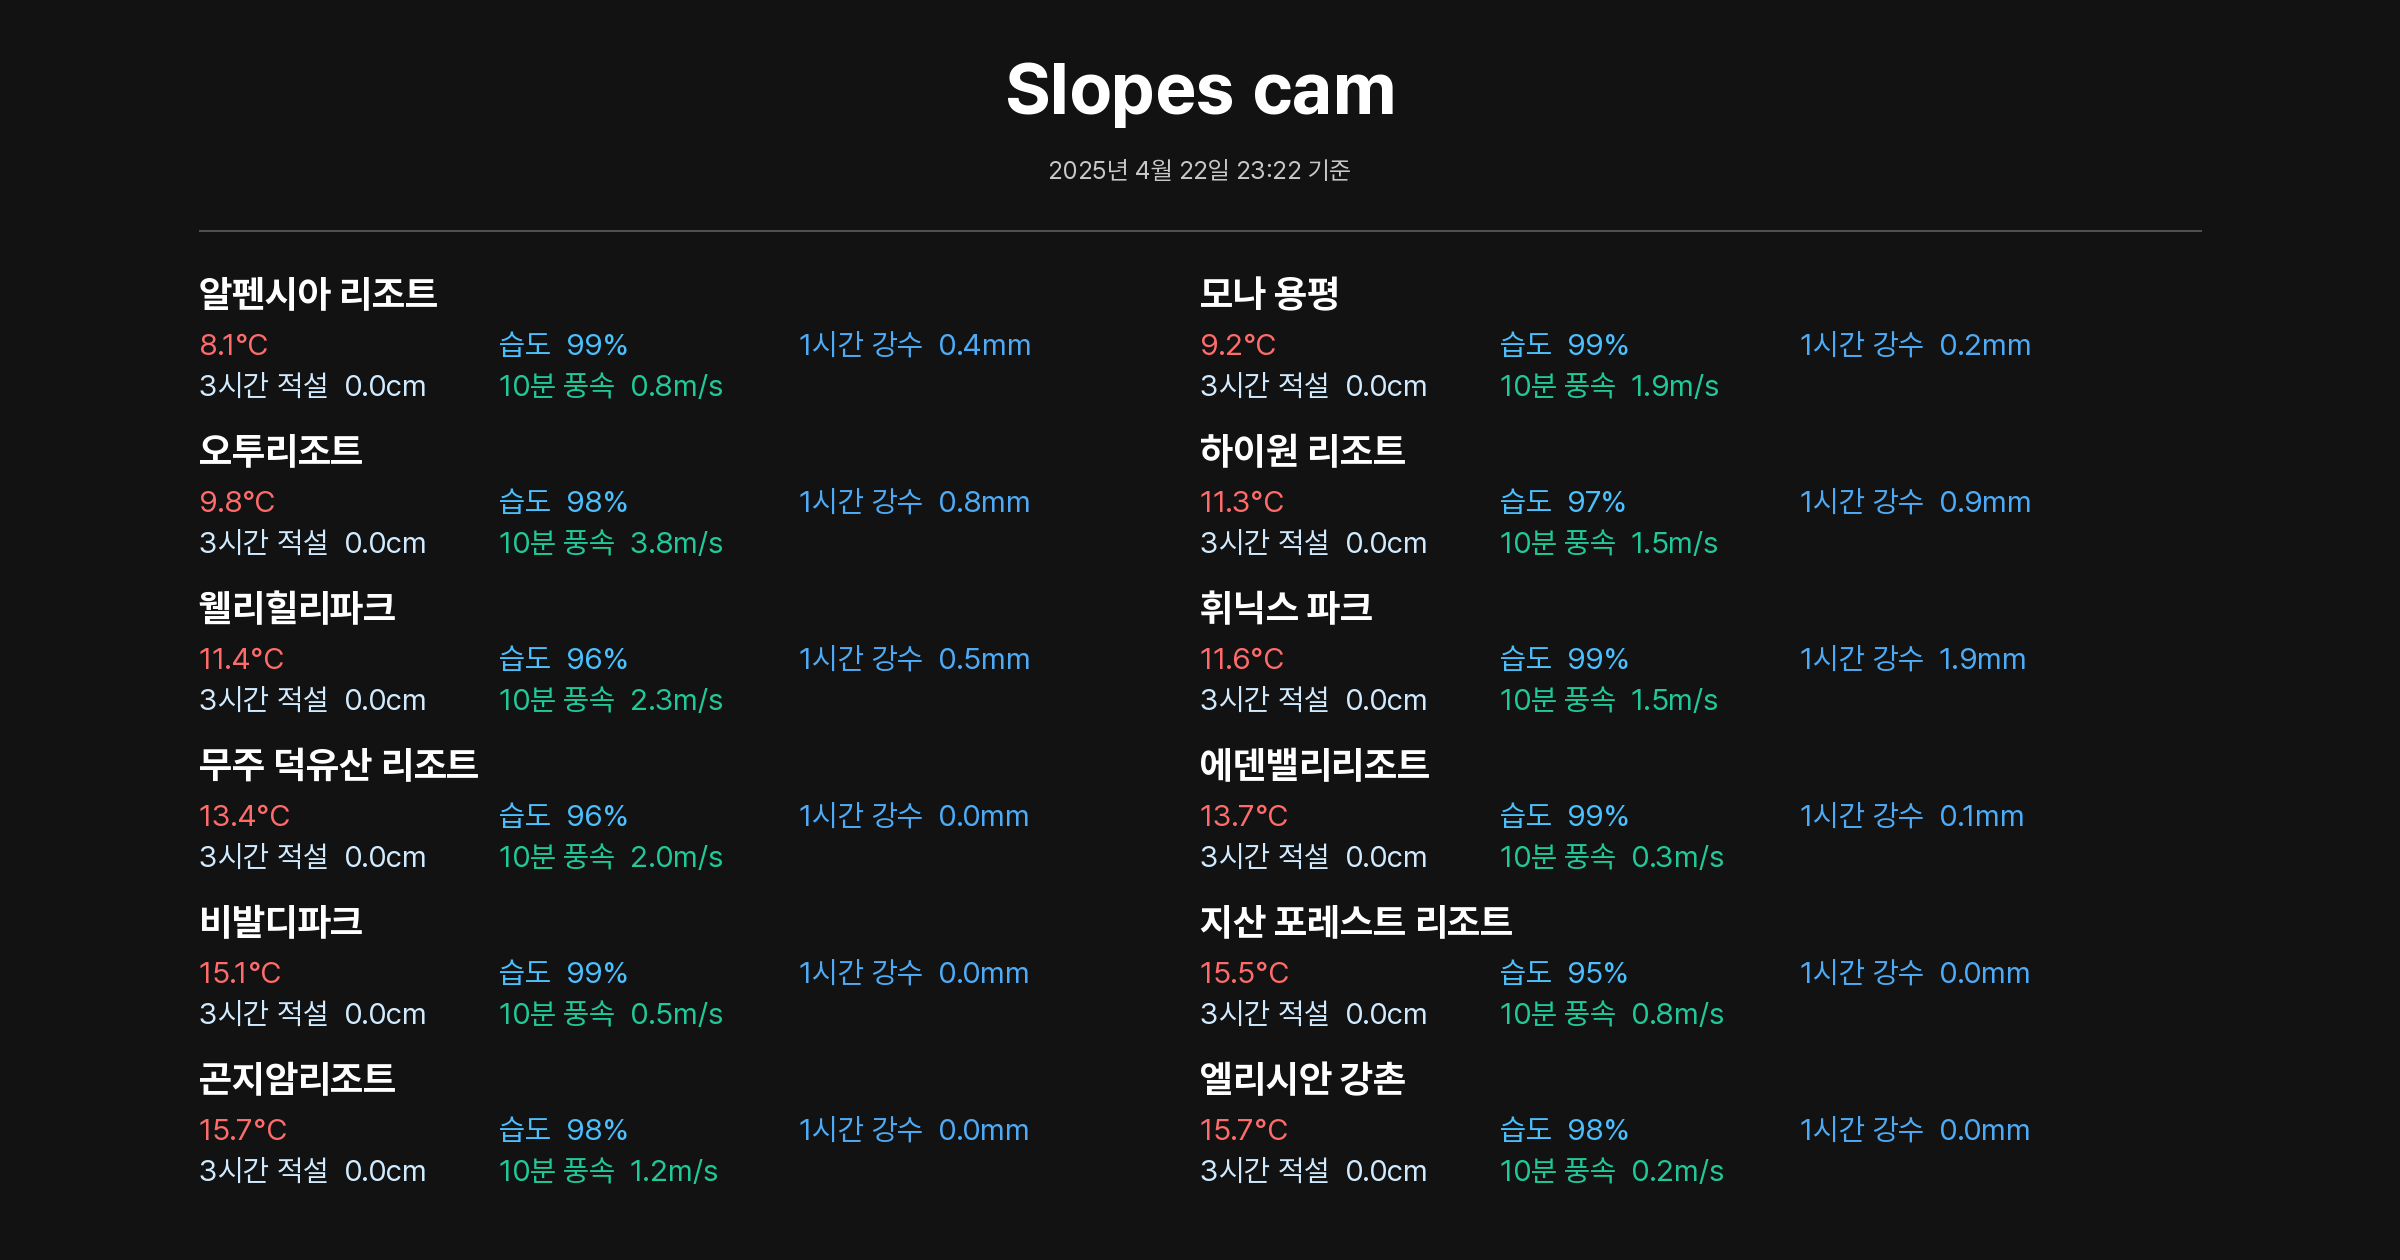 Slopes cam
2025년 4월 22일 23:22 기준
알펜시아 리조트
8.1°C 습도 99% 1시간 강수 0.4mm
3시간 적설 0.0cm 10분 풍속 0.8m/s
모나 용평
9.2°C 습도 99% 1시간 강수 0.2mm
3시간 적설 0.0cm 10분 풍속 1.9m/s
오투리조트
9.8°C 습도 98% 1시간 강수 0.8mm
3시간 적설 0.0cm 10분 풍속 3.8m/s
하이원 리조트
11.3°C 습도 97% 1시간 강수 0.9mm
3시간 적설 0.0cm 10분 풍속 1.5m/s
웰리힐리파크
11.4°C 습도 96% 1시간 강수 0.5mm
3시간 적설 0.0cm 10분 풍속 2.3m/s
휘닉스 파크
11.6°C 습도 99% 1시간 강수 1.9mm
3시간 적설 0.0cm 10분 풍속 1.5m/s
무주 덕유산 리조트
13.4°C 습도 96% 1시간 강수 0.0mm
3시간 적설 0.0cm 10분 풍속 2.0m/s
에덴밸리리조트
13.7°C 습도 99% 1시간 강수 0.1mm
3시간 적설 0.0cm 10분 풍속 0.3m/s
비발디파크
15.1°C 습도 99% 1시간 강수 0.0mm
3시간 적설 0.0cm 10분 풍속 0.5m/s
지산 포레스트 리조트
15.5°C 습도 95% 1시간 강수 0.0mm
3시간 적설 0.0cm 10분 풍속 0.8m/s
곤지암리조트
15.7°C 습도 98% 1시간 강수 0.0mm
3시간 적설 0.0cm 10분 풍속 1.2m/s
엘리시안 강촌
15.7°C 습도 98% 1시간 강수 0.0mm
3시간 적설 0.0cm 10분 풍속 0.2m/s